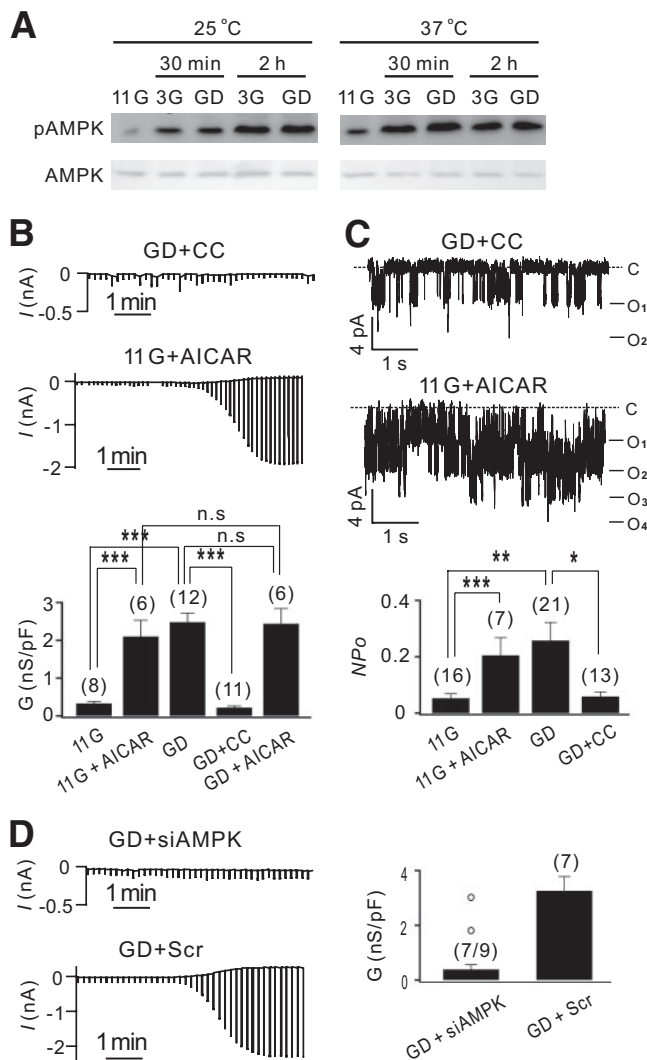 A
25 °C 37 °C
30 min 2 h 30 min 2 h
11 G 3G GD 3G GD 11 G 3G GD 3G GD
pAMPK
AMPK
B
GD+CC
I (nA)
0
-0.5
1 min
11 G+AICAR
I (nA)
0
-1
-2
1 min
n.s
*** n.s
*** ***
(8) (6) (12) (11) (6)
G (nS/pF)
3
2
1
0
11 G 11 G + AICAR GD GD+CC GD + AICAR
C
GD+CC
C
O1
O2
4 pA
1 s
11 G+AICAR
C
O1
O2
O3
O4
4 pA
1 s
** *
***
(16) (7) (21) (13)
NPo
0.4
0.2
0
11 G 11 G + AICAR GD GD+CC
D
GD+siAMPK
I (nA)
0
-0.5
1 min
GD+Scr
I (nA)
0
-1
-2
1 min
G (nS/pF)
4
2
0
(7/9) (7)
GD + siAMPK GD + Scr